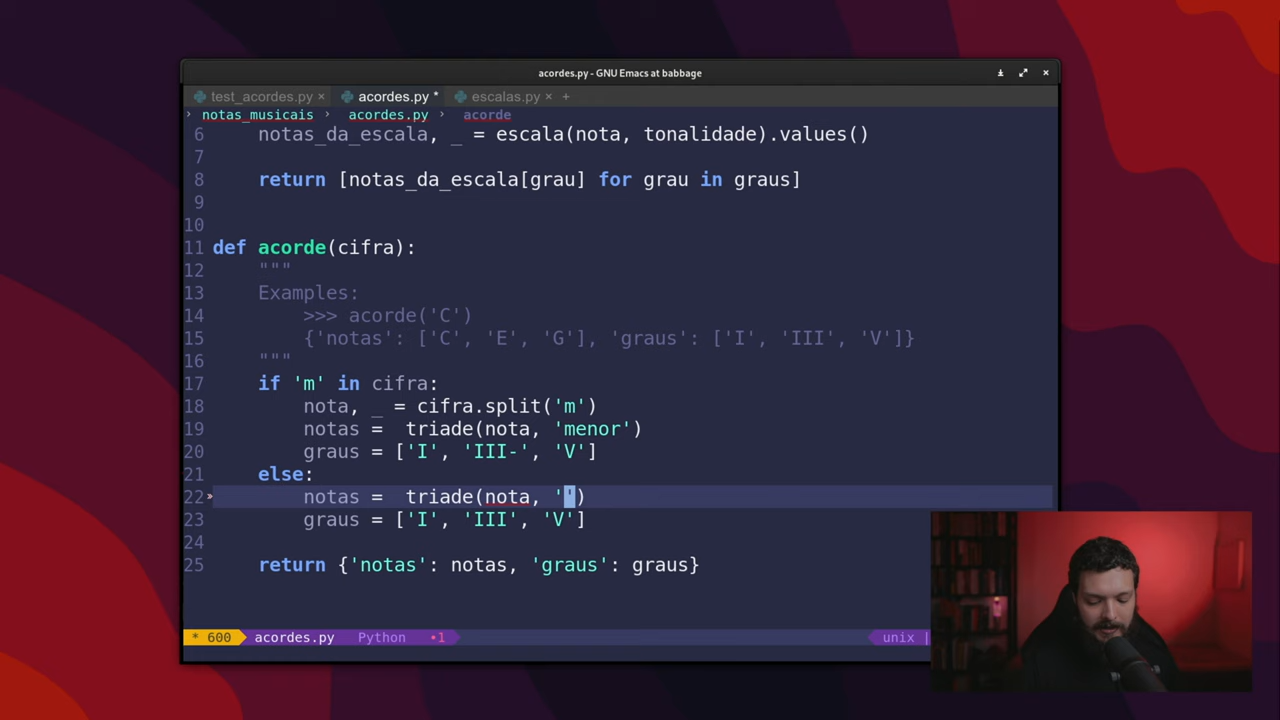 acordes.py - GNU Emacs at babbage
test_acordes.py × acordes.py * escalas.py × +
› notas_musicais › acordes.py › acorde
6 notas_da_escala, _ = escala(nota, tonalidade).values()
7
8 return [notas_da_escala[grau] for grau in graus]
9
10
11 def acorde(cifra):
12 """
13 Examples:
14 >>> acorde('C')
15 {'notas': ['C', 'E', 'G'], 'graus': ['I', 'III', 'V']}
16 """
17 if 'm' in cifra:
18 nota, _ = cifra.split('m')
19 notas =  triade(nota, 'menor')
20 graus = ['I', 'III-', 'V']
21 else:
22 notas =  triade(nota, '')
23 graus = ['I', 'III', 'V']
24
25 return {'notas': notas, 'graus': graus}
* 600 acordes.py Python •1 unix |